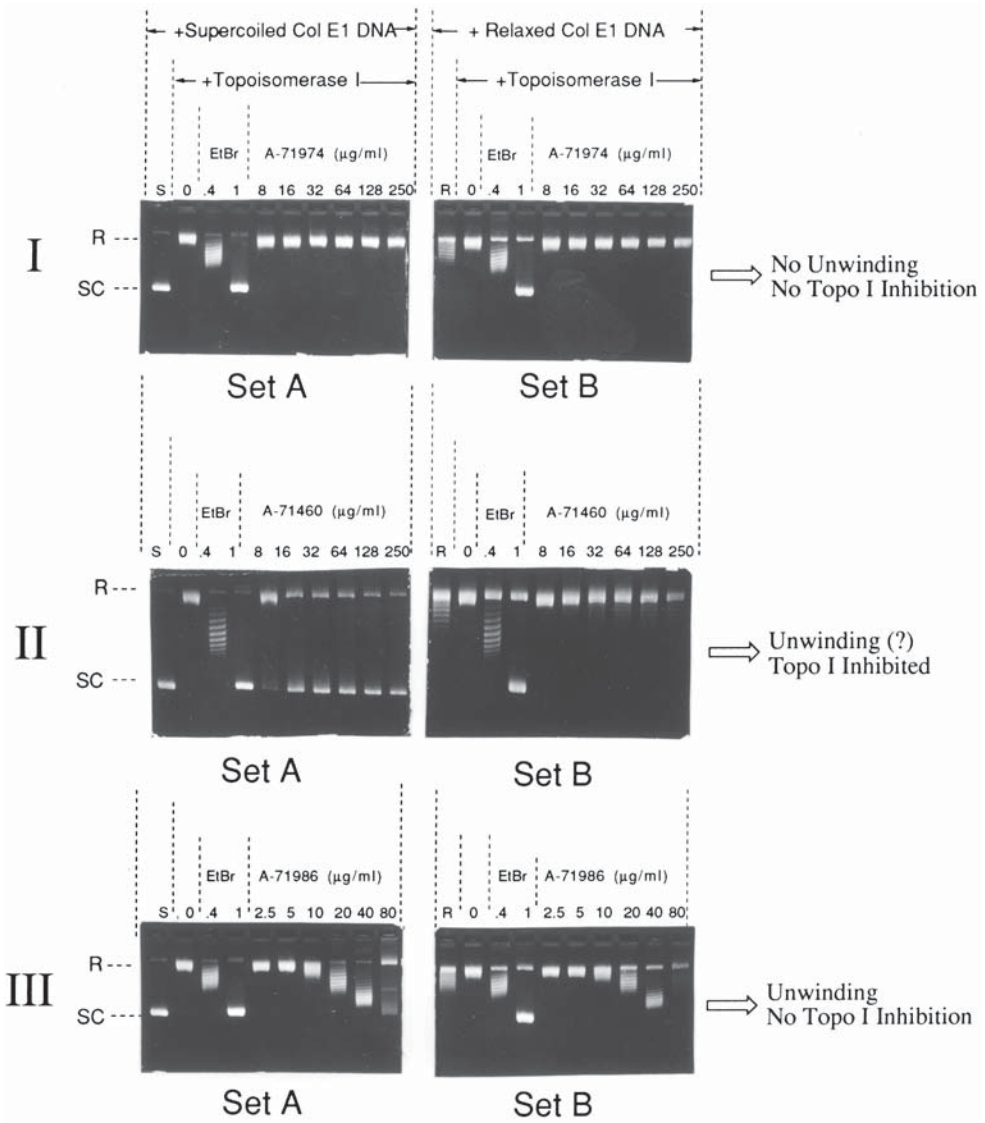 +Supercoiled Col E1 DNA
+ Relaxed Col E1 DNA
+Topoisomerase I
+Topoisomerase I
EtBr A-71974 (µg/ml)
EtBr A-71974 (µg/ml)
S 0 .4 1 8 16 32 64 128 250
R 0 .4 1 8 16 32 64 128 250
I
R ----
SC ----
No Unwinding
No Topo I Inhibition
Set A
Set B
EtBr A-71460 (µg/ml)
EtBr A-71460 (µg/ml)
S 0 .4 1 8 16 32 64 128 250
R 0 .4 1 8 16 32 64 128 250
II
R ---
SC ---
Unwinding (?)
Topo I Inhibited
Set A
Set B
EtBr A-71986 (µg/ml)
EtBr A-71986 (µg/ml)
S 0 .4 1 2.5 5 10 20 40 80
R 0 .4 1 2.5 5 10 20 40 80
III
R ---
SC ---
Unwinding
No Topo I Inhibition
Set A
Set B